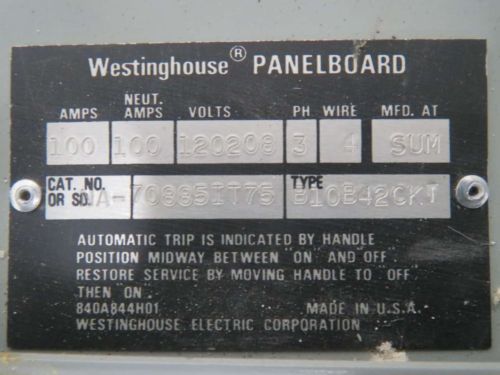 Westinghouse® PANELBOARD
AMPS NEUT. AMPS VOLTS PH WIRE MFD. AT
100 100 120208 3 4 SUM
CAT. NO. OR SO. TYPE
B10B42CKT
AUTOMATIC TRIP IS INDICATED BY HANDLE
POSITION MIDWAY BETWEEN "ON" AND "OFF".
RESTORE SERVICE BY MOVING HANDLE TO "OFF",
THEN "ON".
840A844H01 MADE IN U.S.A.
WESTINGHOUSE ELECTRIC CORPORATION